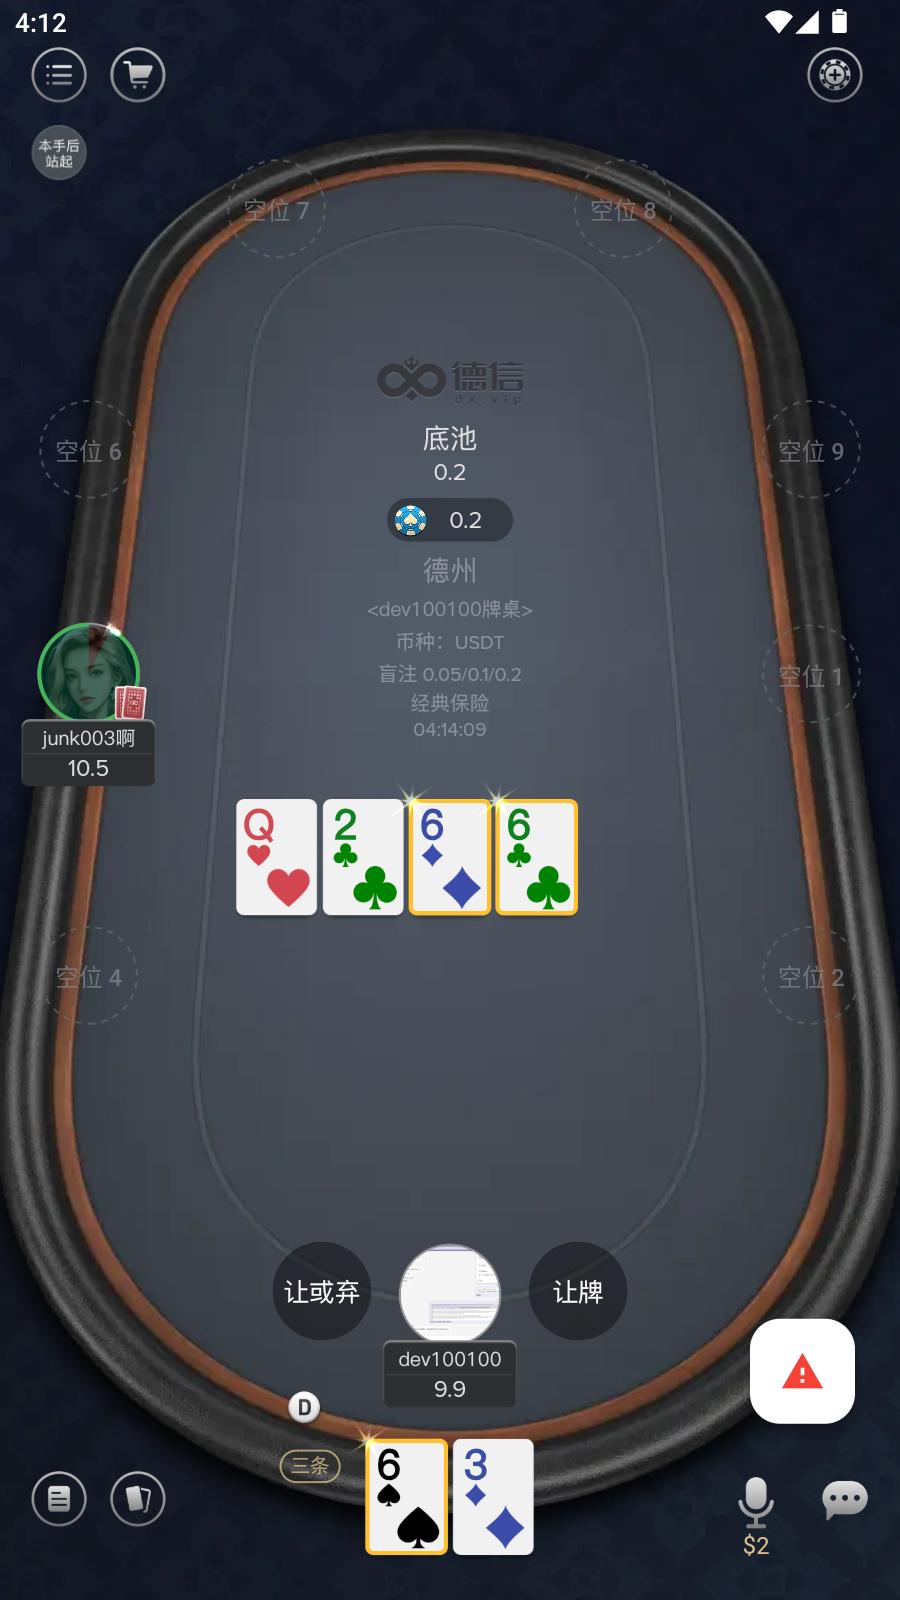 4:12
本手后
站起
空位 7
空位 8
德信
dx.vip
底池
0.2
空位 6
空位 9
0.2
德州
<dev100100牌桌>
币种：USDT
空位 1
盲注 0.05/0.1/0.2
经典保险
04:14:09
junk003啊
10.5
Q
2
6
6
空位 4
空位 2
让或弃
让牌
dev100100
9.9
D
三条
6
3
$2